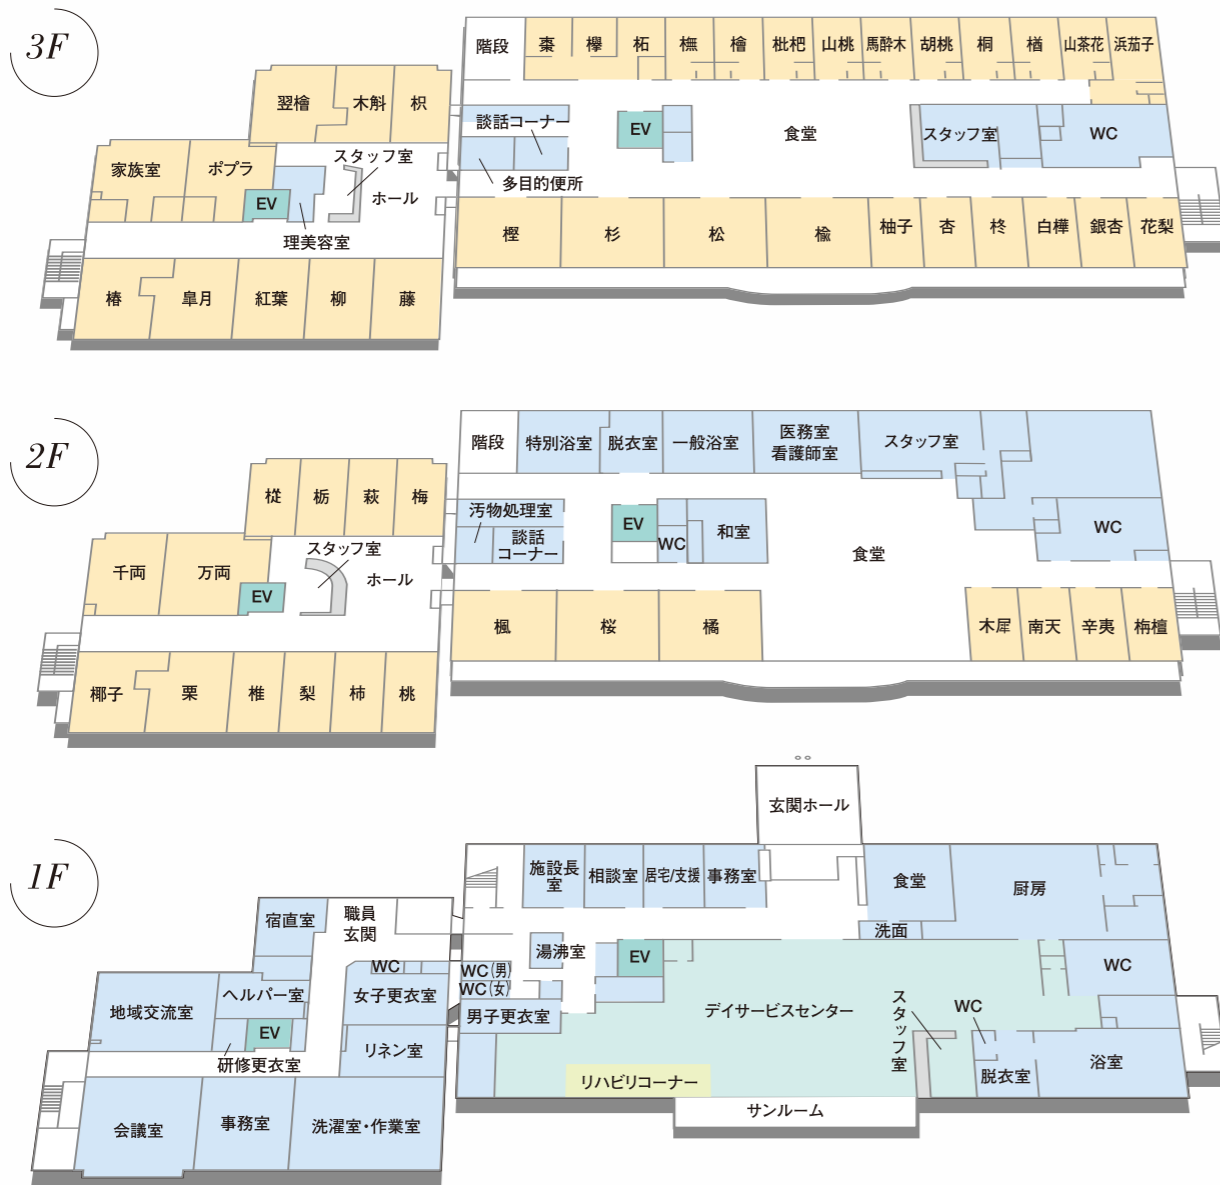 3F
階段
棗
欅
柘
橅
檜
枇杷
山桃
馬酔木
胡桃
桐
楢
山茶花
浜茄子
翌檜
木斛
枳
談話コーナー
EV
食堂
スタッフ室
WC
家族室
ポプラ
スタッフ室
多目的便所
EV
ホール
理美容室
樫
杉
松
楡
柚子
杏
柊
白樺
銀杏
花梨
椿
皐月
紅葉
柳
藤
2F
階段
特別浴室
脱衣室
一般浴室
医務室
看護師室
スタッフ室
樅
栃
萩
梅
汚物処理室
EV
WC
和室
WC
談話
コーナー
食堂
スタッフ室
千両
万両
EV
ホール
楓
桜
橘
木犀
南天
辛夷
栴檀
椰子
栗
椎
梨
柿
桃
玄関ホール
1F
施設長
室
相談室
居宅/支援
事務室
食堂
厨房
宿直室
職員
玄関
洗面
湯沸室
EV
WC
WC(男)
WC(女)
WC
地域交流室
ヘルパー室
女子更衣室
男子更衣室
デイサービスセンター
スタッフ室
WC
EV
リネン室
研修更衣室
リハビリコーナー
脱衣室
浴室
サンルーム
会議室
事務室
洗濯室・作業室